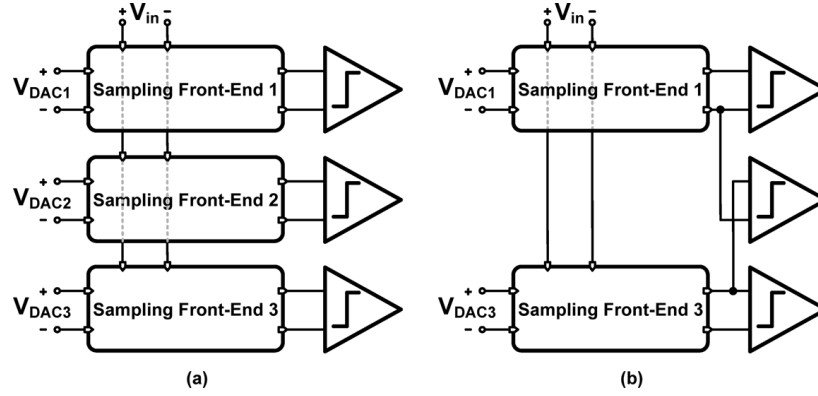 + Vin −
+ VDAC1 −
Sampling Front-End 1
+ VDAC2 −
Sampling Front-End 2
+ VDAC3 −
Sampling Front-End 3
(a)
+ Vin −
+ VDAC1 −
Sampling Front-End 1
+ VDAC3 −
Sampling Front-End 3
(b)